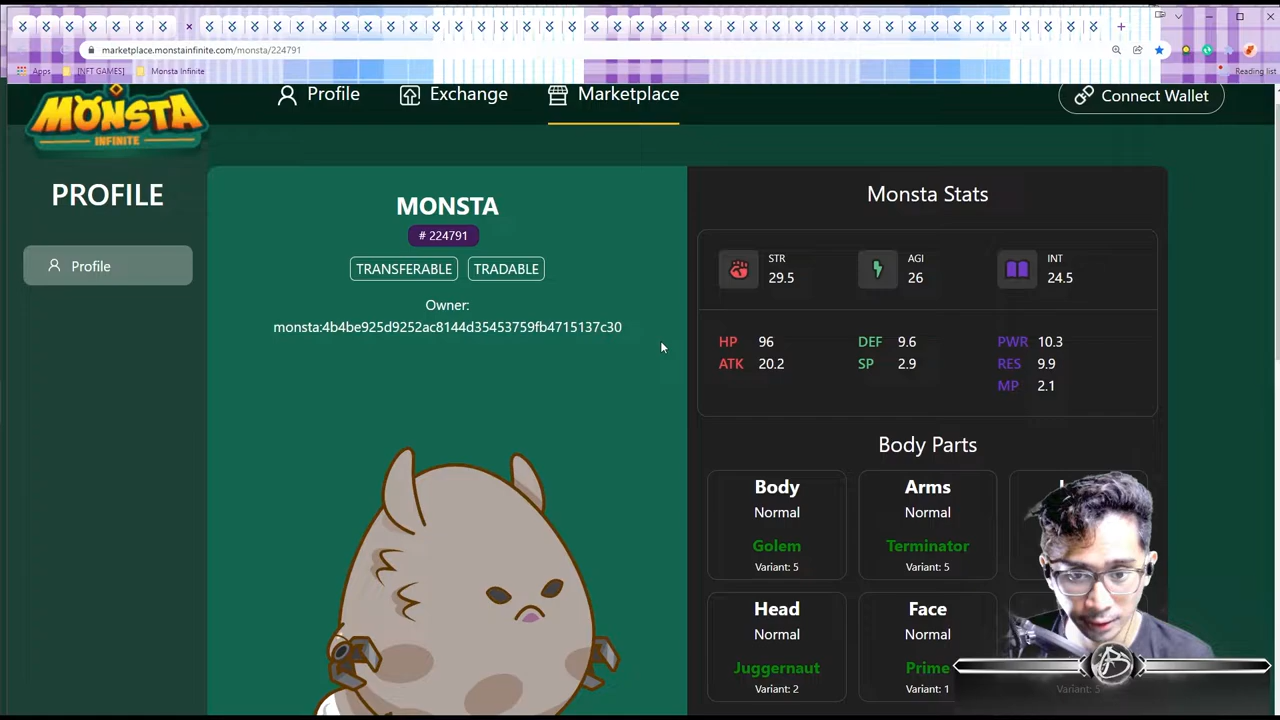 marketplace.monstainfinite.com/monsta/224791
Apps
[NFT GAMES]
Monsta Infinite
Reading list
MONSTA
INFINITE
Profile
Exchange
Marketplace
Connect Wallet
PROFILE
Profile
MONSTA
# 224791
TRANSFERABLE
TRADABLE
Owner:
monsta:4b4be925d9252ac8144d35453759fb4715137c30
Monsta Stats
STR
29.5
AGI
26
INT
24.5
HP 96
ATK 20.2
DEF 9.6
SP 2.9
PWR 10.3
RES 9.9
MP 2.1
Body Parts
Body
Normal
Golem
Variant: 5
Arms
Normal
Terminator
Variant: 5
Head
Normal
Juggernaut
Variant: 2
Face
Normal
Prime
Variant: 1
Variant: 5